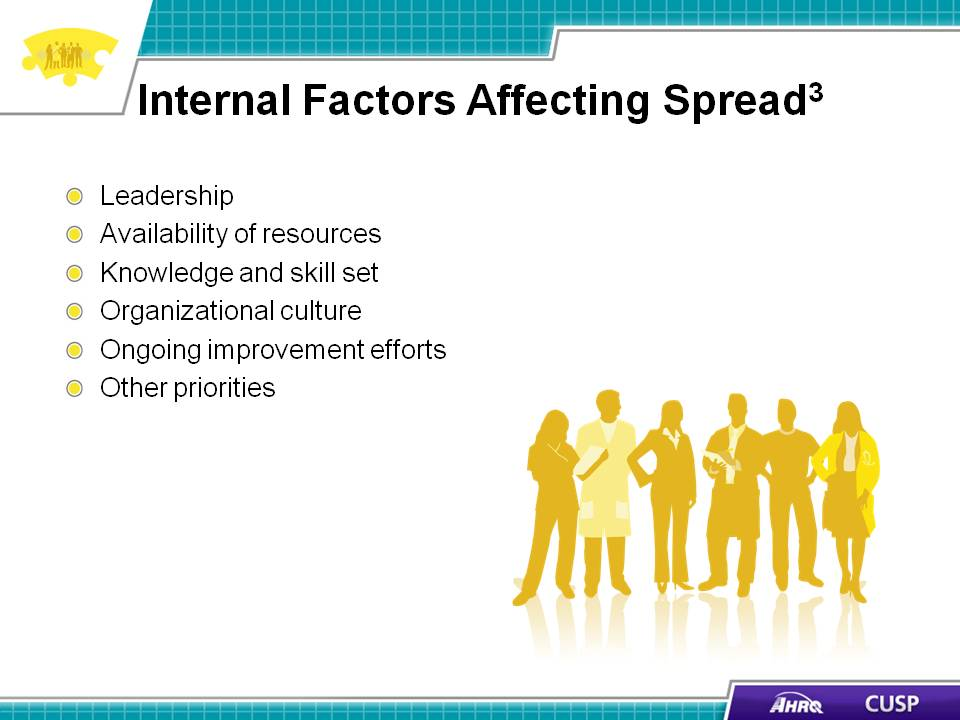 Internal Factors Affecting Spread³
Leadership
Availability of resources
Knowledge and skill set
Organizational culture
Ongoing improvement efforts
Other priorities
AHRQ
CUSP